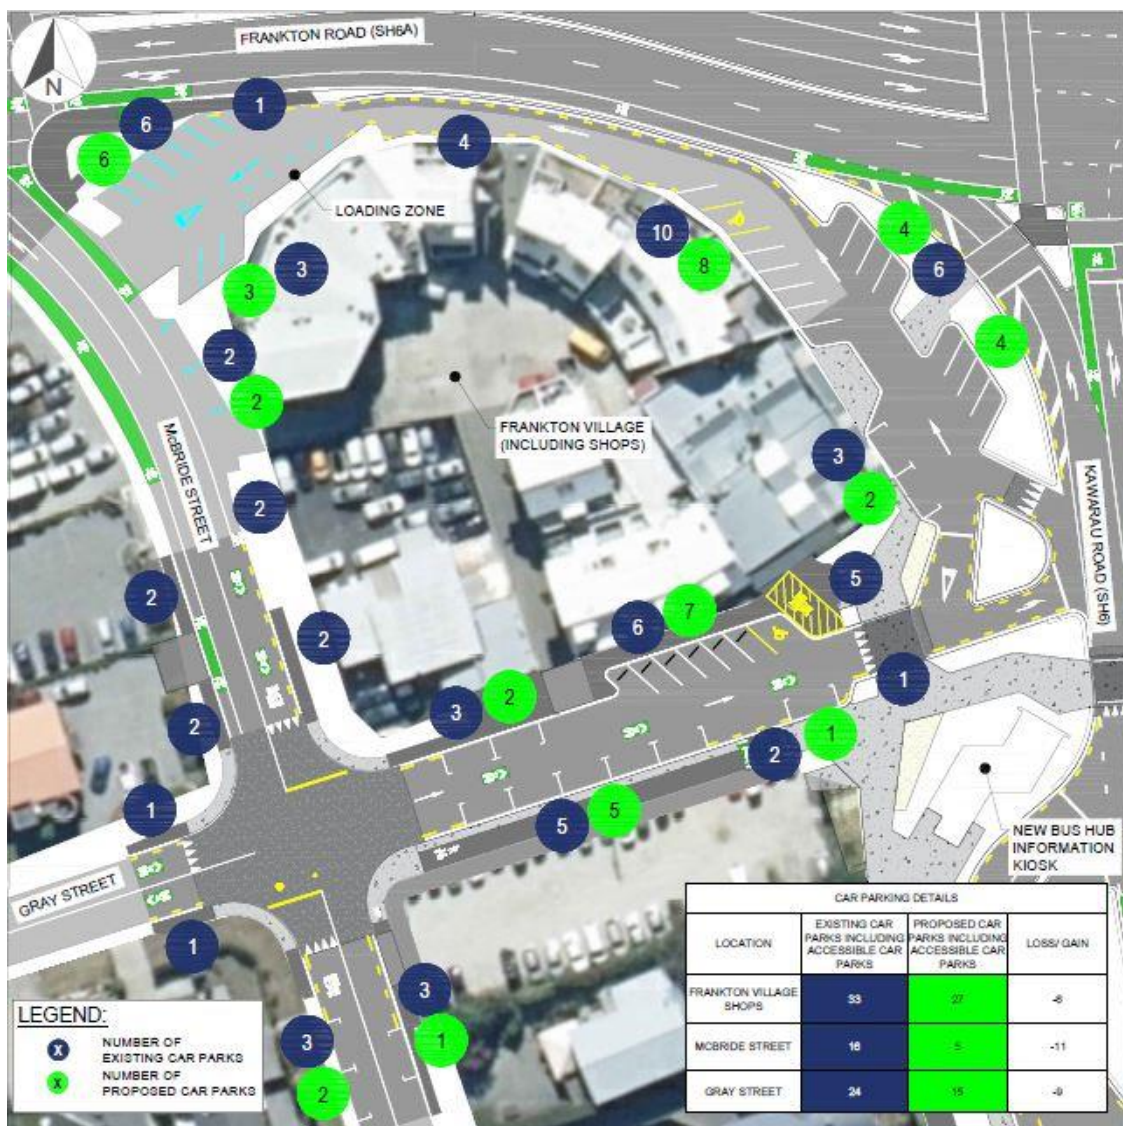 FRANKTON ROAD (SH6A)
N
1
6
6
4
LOADING ZONE
10
8
4
6
3
3
4
2
2
FRANKTON VILLAGE
(INCLUDING SHOPS)
McBRIDE STREET
3
2
KAWARAU ROAD (SH6)
2
2
5
6
7
2
3
2
1
2
2
1
1
5
5
NEW BUS HUB
INFORMATION
KIOSK
GRAY STREET
1
3
1
3
2
LEGEND:
X NUMBER OF
EXISTING CAR PARKS
X NUMBER OF
PROPOSED CAR PARKS
CAR PARKING DETAILS
LOCATION
EXISTING CAR
PARKS INCLUDING
ACCESSIBLE CAR
PARKS
PROPOSED CAR
PARKS INCLUDING
ACCESSIBLE CAR
PARKS
LOSS/ GAIN
FRANKTON VILLAGE
SHOPS
33
27
-6
MCBRIDE STREET
16
5
-11
GRAY STREET
24
15
-9